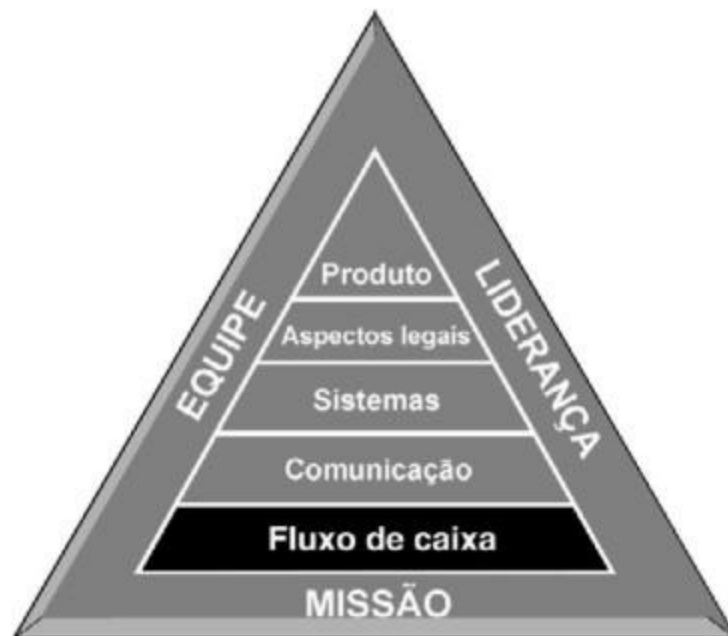 Produto
Aspectos legais
Sistemas
Comunicação
Fluxo de caixa
EQUIPE
LIDERANÇA
MISSÃO